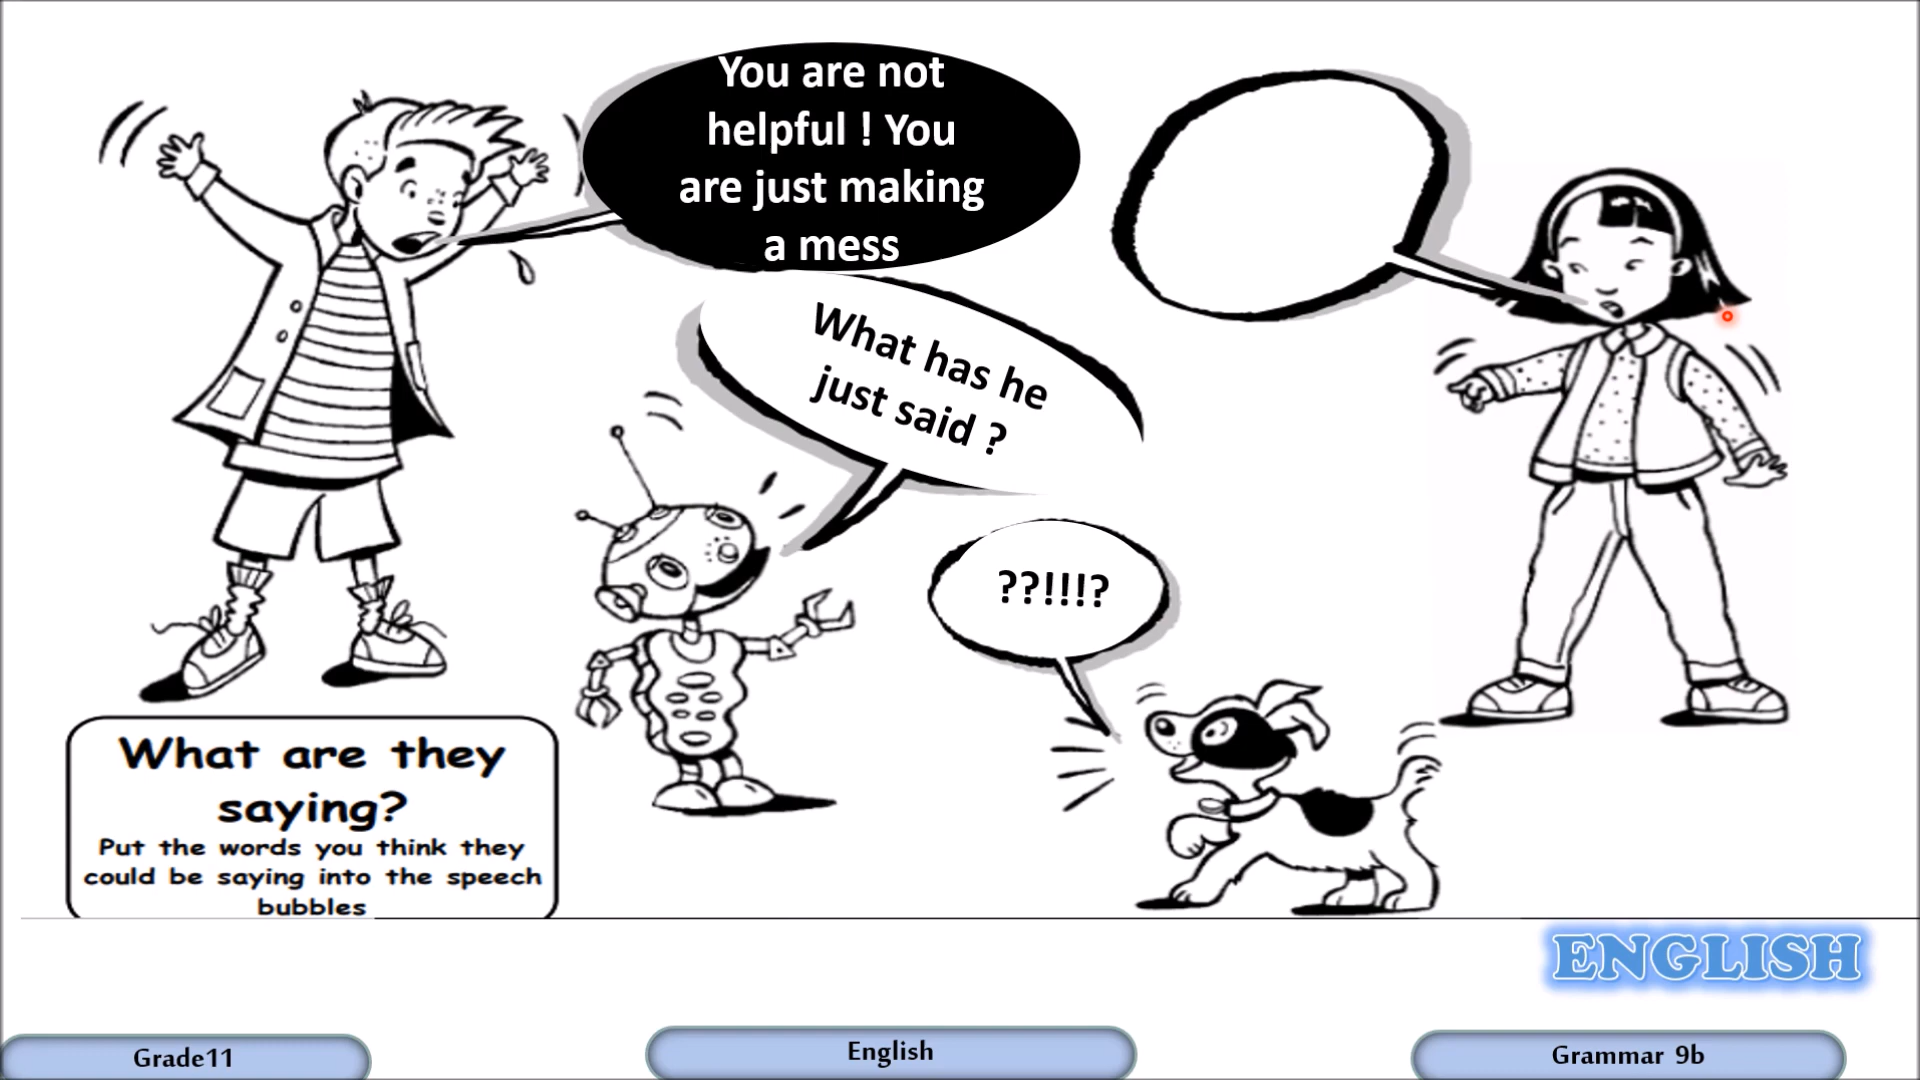 You are not
helpful ! You
are just making
a mess
What has he
just said ?
??!!!?
What are they
saying?
Put the words you think they
could be saying into the speech
bubbles
ENGLISH
Grade11
English
Grammar 9b